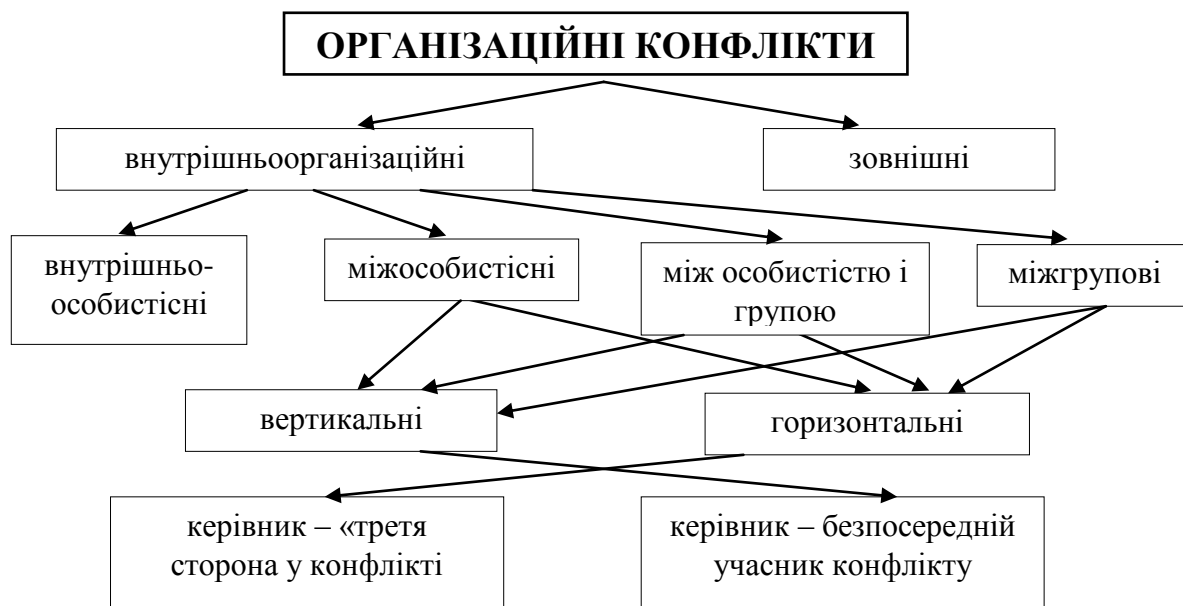 ОРГАНІЗАЦІЙНІ КОНФЛІКТИ
внутрішньоорганізаційні
зовнішні
внутрішньо-
особистісні
міжособистісні
між особистістю і
групою
міжгрупові
вертикальні
горизонтальні
керівник – «третя
сторона у конфлікті
керівник – безпосередній
учасник конфлікту